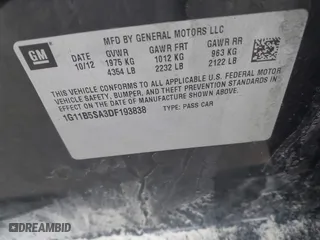 MFD BY GENERAL MOTORS LLC
GM
DATE GVWR GAWR FRT GAWR RR
10/12 1975 KG 1012 KG 963 KG
4354 LB 2232 LB 2122 LB
THIS VEHICLE CONFORMS TO ALL APPLICABLE U.S. FEDERAL MOTOR
VEHICLE SAFETY, BUMPER, AND THEFT PREVENTION STANDARDS IN
EFFECT ON THE DATE OF MANUFACTURE SHOWN ABOVE.
1G11B5SA3DF193838 TYPE: PASS CAR
DREAMBID